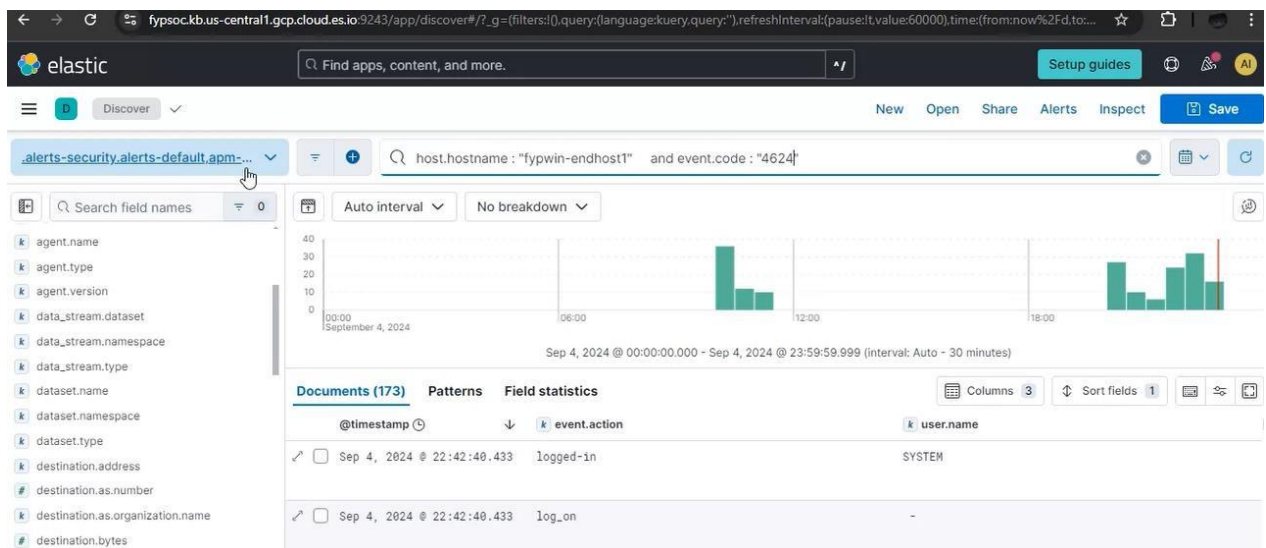 fypsoc.kb.us-central1.gcp.cloud.es.io:9243/app/discover#/?_g=(filters:!(),query:(language:kuery,query:''),refreshInterval:(pause:!t,value:60000),time:(from:now%2Fd,to:...
elastic
Find apps, content, and more.
^/
Setup guides
AI
D
Discover
New Open Share Alerts Inspect Save
.alerts-security.alerts-default,apm-...
host.hostname : "fypwin-endhost1" and event.code : "4624"
Search field names
0
Auto interval
No breakdown
k agent.name
k agent.type
k agent.version
k data_stream.dataset
k data_stream.namespace
k data_stream.type
k dataset.name
k dataset.namespace
k dataset.type
k destination.address
# destination.as.number
k destination.as.organization.name
# destination.bytes
40
30
20
10
0
00:00
September 4, 2024
06:00
12:00
18:00
Sep 4, 2024 @ 00:00:00.000 - Sep 4, 2024 @ 23:59:59.999 (interval: Auto - 30 minutes)
Documents (173) Patterns Field statistics
Columns 3
Sort fields 1
@timestamp
k event.action
k user.name
Sep 4, 2024 @ 22:42:40.433 logged-in SYSTEM
Sep 4, 2024 @ 22:42:40.433 log_on -